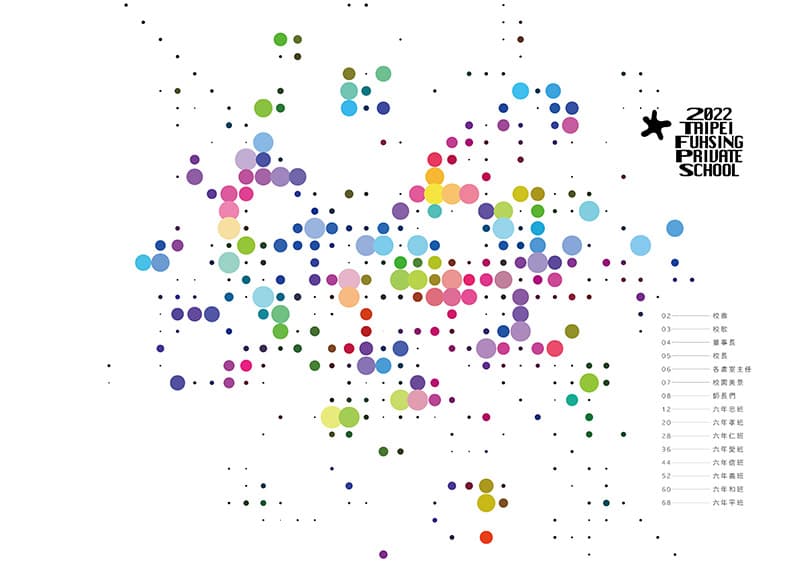 2022
TAIPEI
FUHSING
PRIVATE
SCHOOL
02 校旗
03 校歌
04 董事長
05 校長
06 各處室主任
07 校園美景
08 師長們
12 六年忠班
20 六年孝班
28 六年仁班
36 六年愛班
44 六年信班
52 六年義班
60 六年和班
68 六年平班